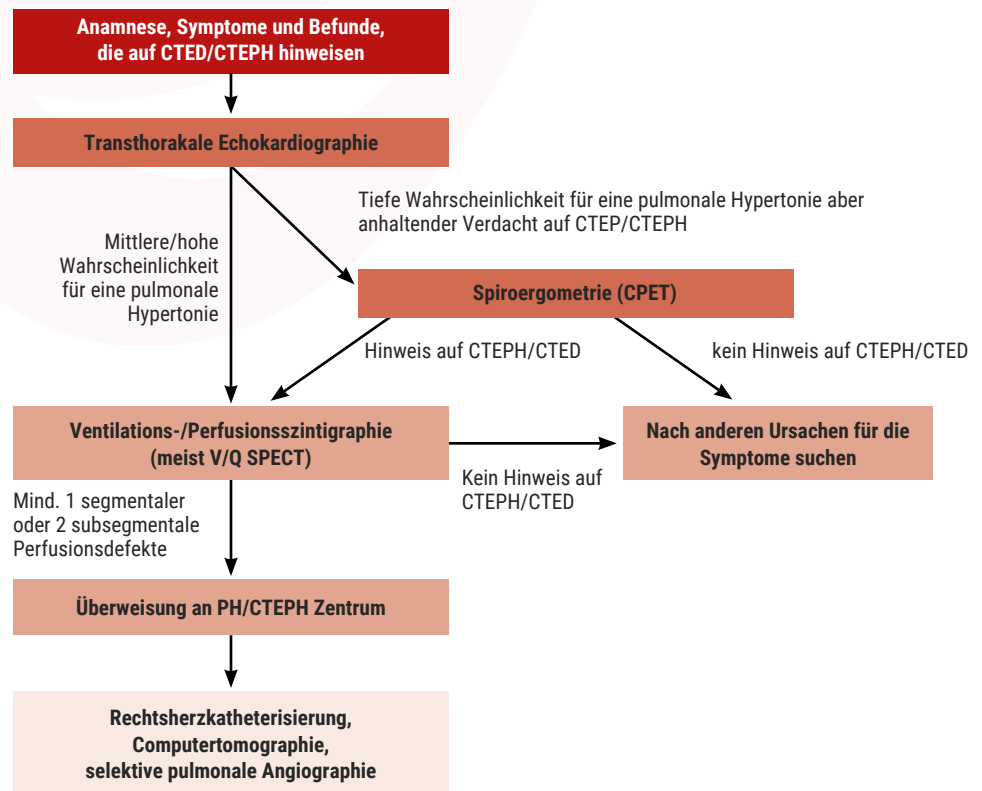 Anamnese, Symptome und Befunde,
die auf CTED/CTEPH hinweisen
Transthorakale Echokardiographie
Tiefe Wahrscheinlichkeit für eine pulmonale Hypertonie aber
anhaltender Verdacht auf CTEP/CTEPH
Mittlere/hohe
Wahrscheinlichkeit
für eine pulmonale
Hypertonie
Spiroergometrie (CPET)
Hinweis auf CTEPH/CTED
kein Hinweis auf CTEPH/CTED
Ventilations-/Perfusionsszintigraphie
(meist V/Q SPECT)
Nach anderen Ursachen für die
Symptome suchen
Kein Hinweis auf
CTEPH/CTED
Mind. 1 segmentaler
oder 2 subsegmentale
Perfusionsdefekte
Überweisung an PH/CTEPH Zentrum
Rechtsherzkatheterisierung,
Computertomographie,
selektive pulmonale Angiographie